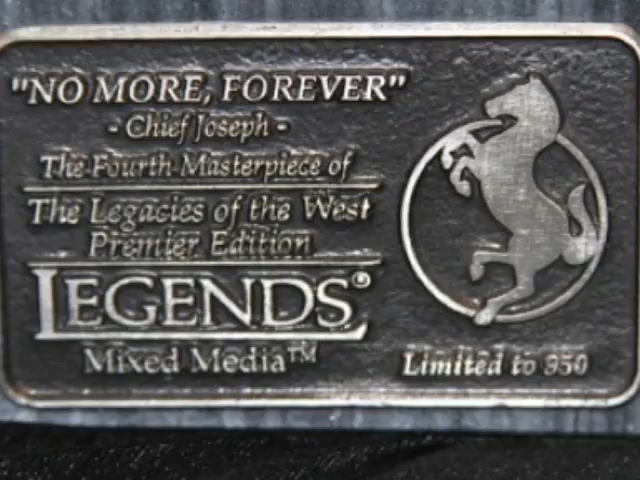 "NO MORE, FOREVER"
- Chief Joseph -
The Fourth Masterpiece of
The Legacies of the West
Premier Edition
LEGENDS®
Mixed Media™
Limited to 950